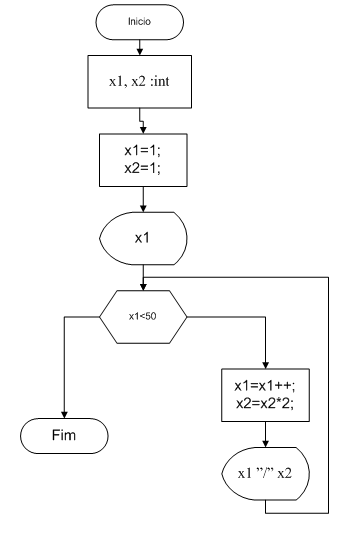 Inicio
x1, x2 :int
x1=1;
x2=1;
x1
x1<50
x1=x1++;
x2=x2*2;
Fim
x1 ”/” x2